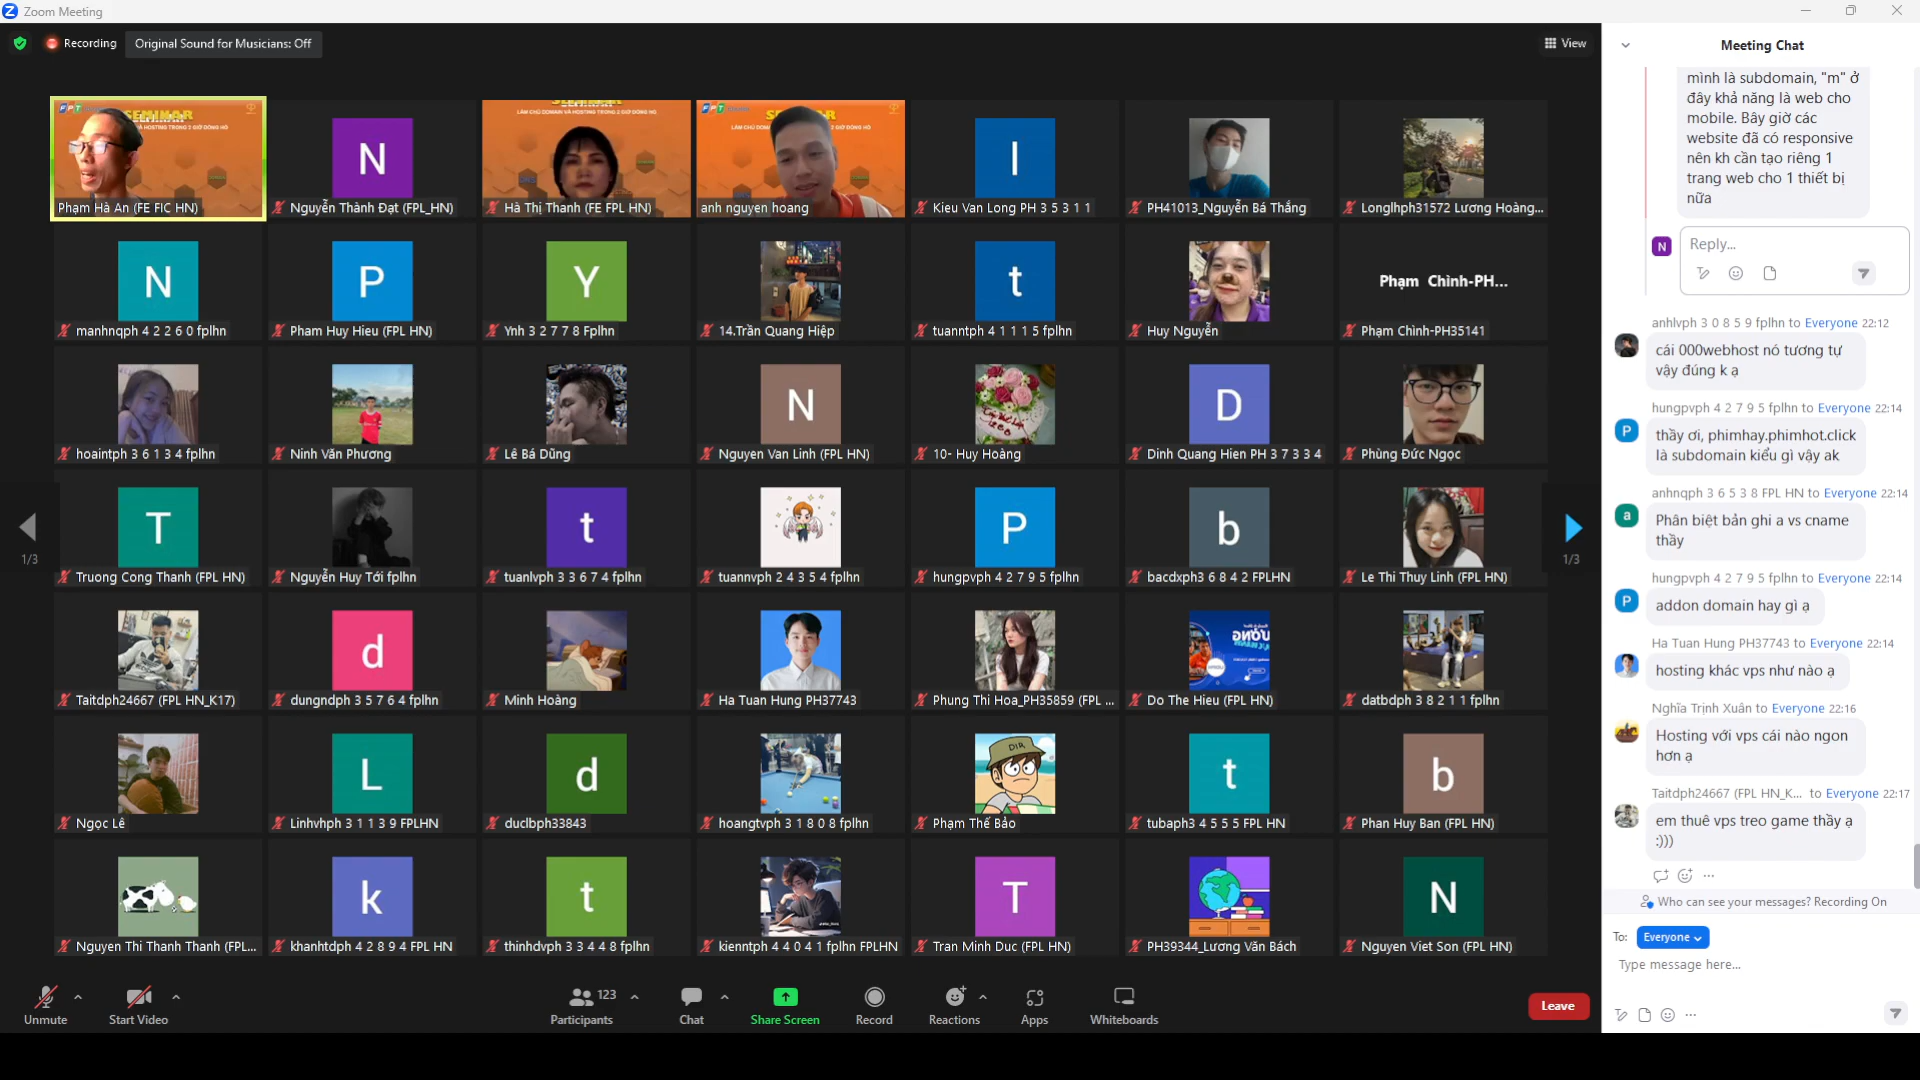 Zoom Meeting
Recording
Original Sound for Musicians: Off
View
SEMINAR
LÀM CHỦ DOMAIN VÀ HOSTING TRONG 2 GIỜ ĐỒNG HỒ
Phạm Hà An (FE FIC HN)
N
Nguyễn Thành Đạt (FPL_HN)
Hà Thị Thanh (FE FPL HN)
anh nguyen hoang
I
Kieu Van Long PH 3 5 3 1 1
PH41013_Nguyễn Bá Thắng
Longlhph31572 Lương Hoàng...
N
manhnqph 4 2 2 6 0 fplhn
P
Pham Huy Hieu (FPL HN)
Y
Ynh 3 2 7 7 8 Fplhn
14.Trần Quang Hiệp
t
tuanntph 4 1 1 1 5 fplhn
Huy Nguyễn
Phạm Chình-PH...
Phạm Chình-PH35141
hoaintph 3 6 1 3 4 fplhn
Ninh Văn Phương
Lê Bá Dũng
N
Nguyen Van Linh (FPL HN)
10- Huy Hoàng
D
Dinh Quang Hien PH 3 7 3 3 4
Phùng Đức Ngọc
1/3
T
Truong Cong Thanh (FPL HN)
Nguyễn Huy Tới fplhn
t
tuanlvph 3 3 6 7 4 fplhn
tuannvph 2 4 3 5 4 fplhn
P
hungpvph 4 2 7 9 5 fplhn
b
bacdxph3 6 8 4 2 FPLHN
Le Thi Thuy Linh (FPL HN)
1/3
Taitdph24667 (FPL HN_K17)
d
dungndph 3 5 7 6 4 fplhn
Minh Hoàng
Ha Tuan Hung PH37743
Phung Thi Hoa_PH35859 (FPL ...
Do The Hieu (FPL HN)
datbdph 3 8 2 1 1 fplhn
Ngọc Lê
L
Linhvhph 3 1 1 3 9 FPLHN
d
duclbph33843
hoangtvph 3 1 8 0 8 fplhn
DIR
Phạm Thế Bảo
t
tubaph3 4 5 5 5 FPL HN
b
Phan Huy Ban (FPL HN)
Nguyen Thi Thanh Thanh (FPL...
k
khanhtdph 4 2 8 9 4 FPL HN
t
thinhdvph 3 3 4 4 8 fplhn
kienntph 4 4 0 4 1 fplhn FPLHN
T
Tran Minh Duc (FPL HN)
PH39344_Lương Văn Bách
N
Nguyen Viet Son (FPL HN)
Unmute
Start Video
123
Participants
Chat
Share Screen
Record
Reactions
Apps
Whiteboards
Leave
Meeting Chat
mình là subdomain, "m" ở
đây khả năng là web cho
mobile. Bây giờ các
website đã có responsive
nên kh cần tạo riêng 1
trang web cho 1 thiết bị
nữa
N
Reply...
anhlvph 3 0 8 5 9 fplhn to Everyone 22:12
cái 000webhost nó tương tự
vậy đúng k ạ
hungpvph 4 2 7 9 5 fplhn to Everyone 22:14
P
thầy ơi, phimhay.phimhot.click
là subdomain kiểu gì vậy ak
anhnqph 3 6 5 3 8 FPL HN to Everyone 22:14
a
Phân biệt bản ghi a vs cname
thầy
hungpvph 4 2 7 9 5 fplhn to Everyone 22:14
P
addon domain hay gì ạ
Ha Tuan Hung PH37743 to Everyone 22:14
hosting khác vps như nào ạ
Nghĩa Trịnh Xuân to Everyone 22:16
Hosting với vps cái nào ngon
hơn ạ
Taitdph24667 (FPL HN_K... to Everyone 22:17
em thuê vps treo game thầy ạ
:)))
Who can see your messages? Recording On
To: Everyone
Type message here...